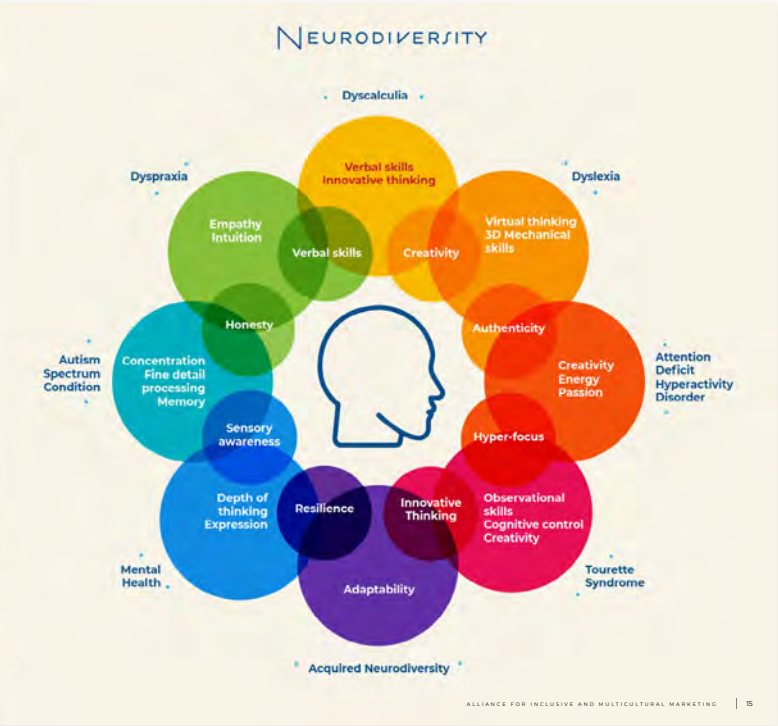 NEURODIVERSITY
Dyscalculia
Verbal skills
Innovative thinking
Dyspraxia
Dyslexia
Empathy
Intuition
Virtual thinking
3D Mechanical
skills
Verbal skills
Creativity
Honesty
Authenticity
Autism
Spectrum
Condition
Concentration
Fine detail
processing
Memory
Creativity
Energy
Passion
Attention
Deficit
Hyperactivity
Disorder
Sensory
awareness
Hyper-focus
Depth of
thinking
Expression
Resilience
Innovative
Thinking
Observational
skills
Cognitive control
Creativity
Mental
Health
Adaptability
Tourette
Syndrome
Acquired Neurodiversity
ALLIANCE FOR INCLUSIVE AND MULTICULTURAL MARKETING | 15